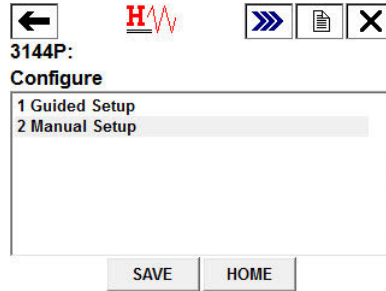 H
3144P:
Configure
1 Guided Setup
2 Manual Setup
SAVE HOME